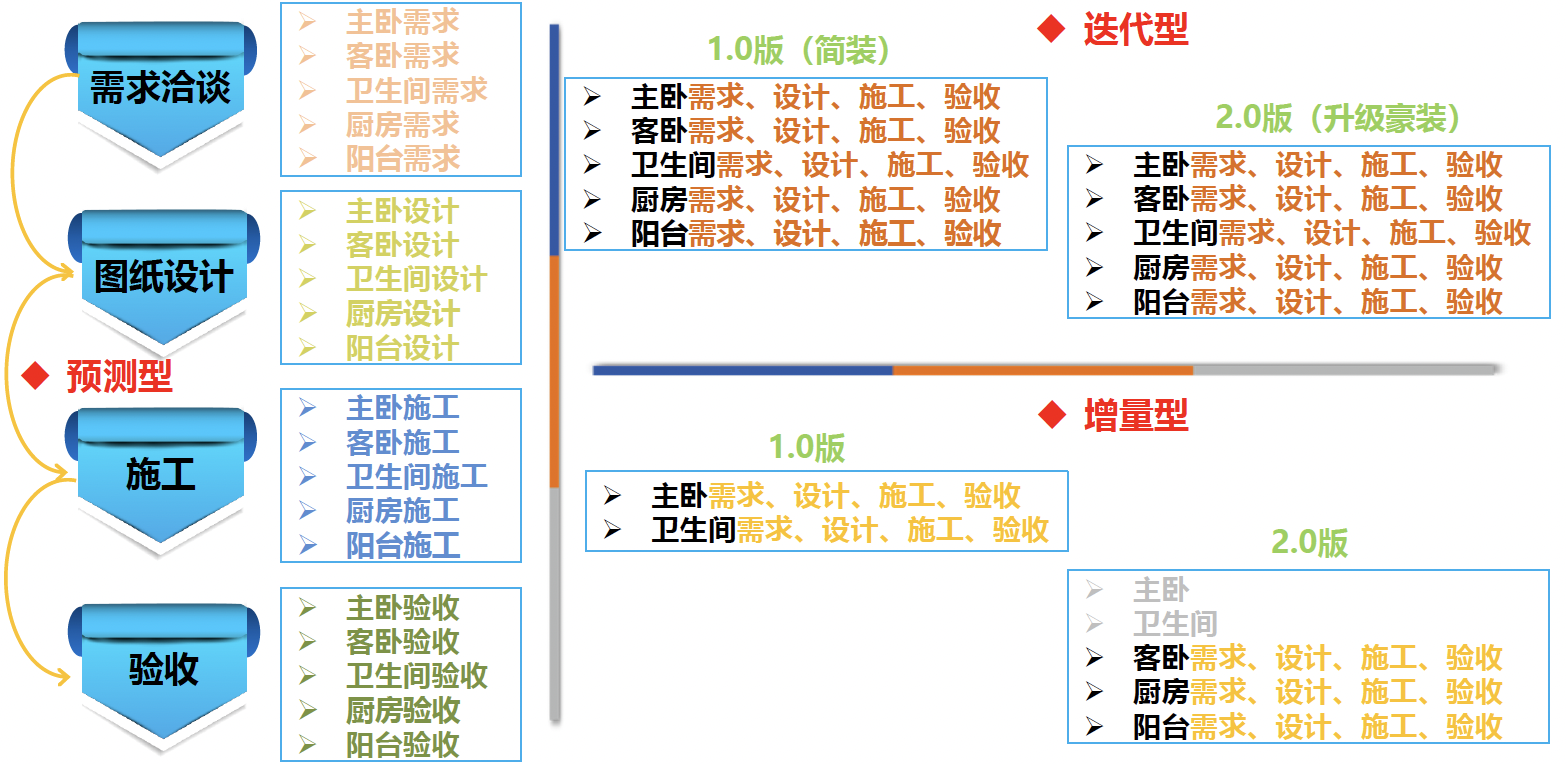 需求洽谈
主卧需求
客卧需求
卫生间需求
厨房需求
阳台需求
图纸设计
主卧设计
客卧设计
卫生间设计
厨房设计
阳台设计
预测型
施工
主卧施工
客卧施工
卫生间施工
厨房施工
阳台施工
验收
主卧验收
客卧验收
卫生间验收
厨房验收
阳台验收
迭代型
1.0版（简装）
主卧需求、设计、施工、验收
客卧需求、设计、施工、验收
卫生间需求、设计、施工、验收
厨房需求、设计、施工、验收
阳台需求、设计、施工、验收
2.0版（升级豪装）
主卧需求、设计、施工、验收
客卧需求、设计、施工、验收
卫生间需求、设计、施工、验收
厨房需求、设计、施工、验收
阳台需求、设计、施工、验收
增量型
1.0版
主卧需求、设计、施工、验收
卫生间需求、设计、施工、验收
2.0版
主卧
卫生间
客卧需求、设计、施工、验收
厨房需求、设计、施工、验收
阳台需求、设计、施工、验收